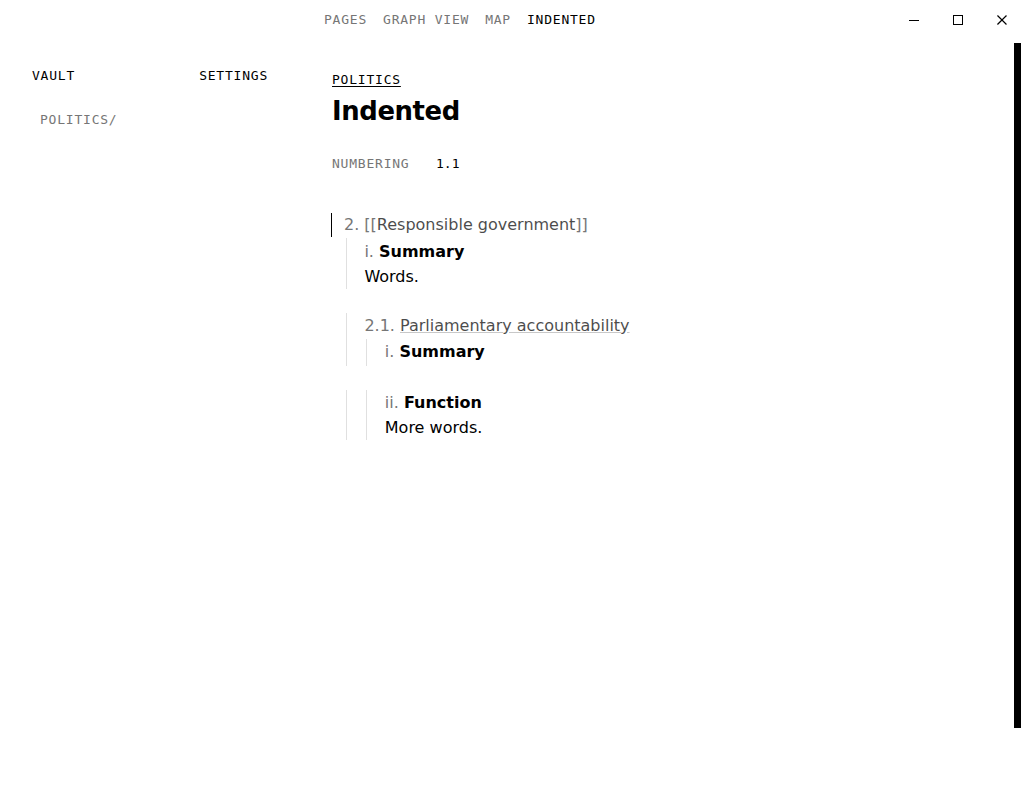 PAGES GRAPH VIEW MAP INDENTED
VAULT SETTINGS
POLITICS/
POLITICS
Indented
NUMBERING 1.1
2. [[Responsible government]]
i. Summary
Words.
2.1. Parliamentary accountability
i. Summary
ii. Function
More words.